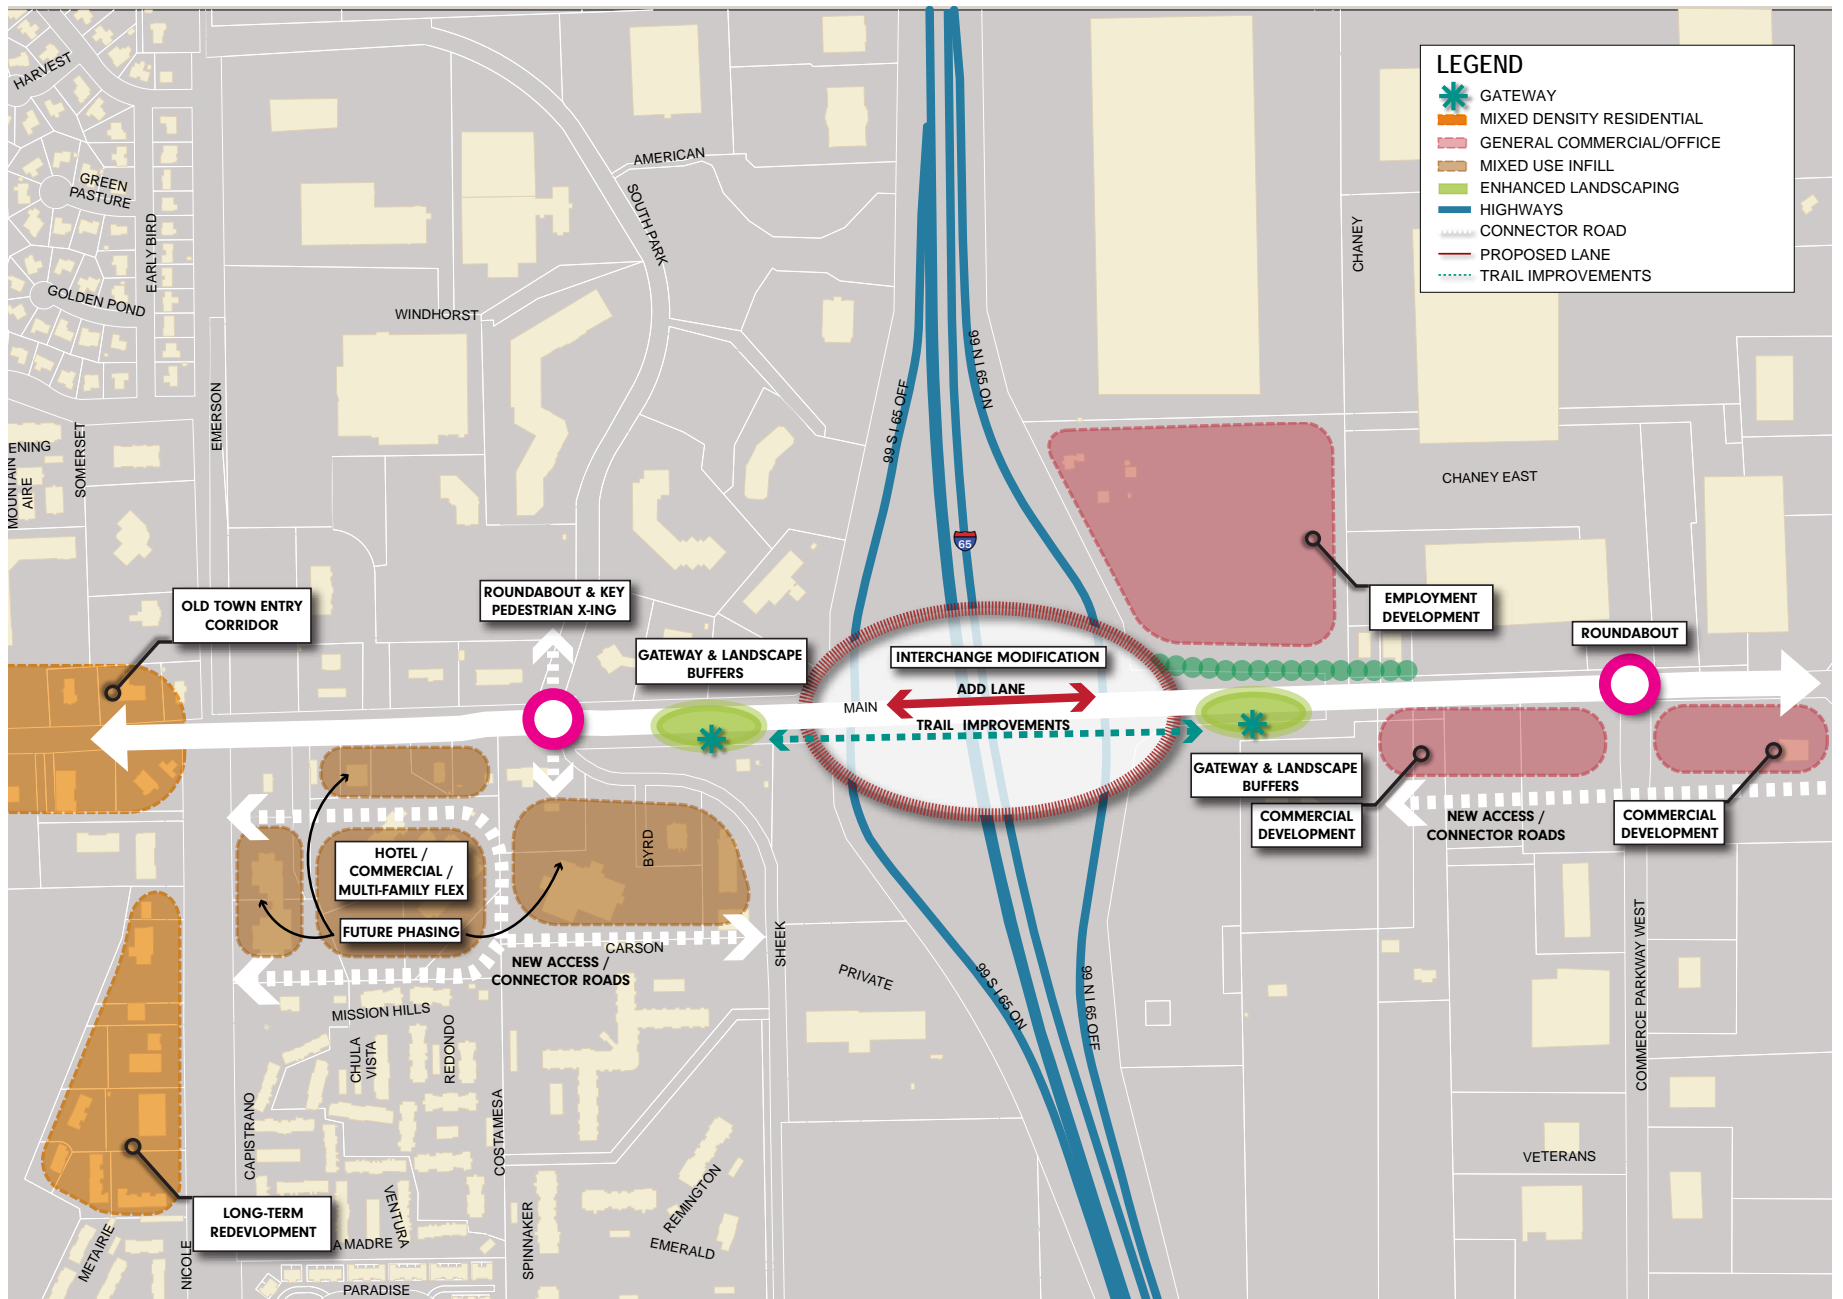 LEGEND
GATEWAY
MIXED DENSITY RESIDENTIAL
GENERAL COMMERCIAL/OFFICE
MIXED USE INFILL
ENHANCED LANDSCAPING
HIGHWAYS
CONNECTOR ROAD
PROPOSED LANE
TRAIL IMPROVEMENTS
HARVEST
GREEN
PASTURE
EARLY BIRD
GOLDEN POND
AMERICAN
SOUTH PARK
WINDHORST
CHANEY
99 S I 65 OFF
99 N I 65 ON
EMERSON
SOMERSET
ENING
MOUNTAIN
AIRE
CHANEY EAST
65
OLD TOWN ENTRY
CORRIDOR
ROUNDABOUT & KEY
PEDESTRIAN X-ING
GATEWAY & LANDSCAPE
BUFFERS
INTERCHANGE MODIFICATION
ADD LANE
MAIN
TRAIL IMPROVEMENTS
EMPLOYMENT
DEVELOPMENT
ROUNDABOUT
GATEWAY & LANDSCAPE
BUFFERS
COMMERCIAL
DEVELOPMENT
NEW ACCESS /
CONNECTOR ROADS
COMMERCIAL
DEVELOPMENT
HOTEL /
COMMERCIAL /
MULTI-FAMILY FLEX
FUTURE PHASING
BYRD
CARSON
SHEEK
NEW ACCESS /
CONNECTOR ROADS
PRIVATE
99 S I 65 ON
99 N I 65 OFF
COMMERCE PARKWAY WEST
MISSION HILLS
CHULA
VISTA
REDONDO
CAPISTRANO
COSTA MESA
VENTURA
SPINNAKER
REMINGTON
EMERALD
VETERANS
LONG-TERM
REDEVLOPMENT
METAIRIE
NICOLE
A MADRE
PARADISE